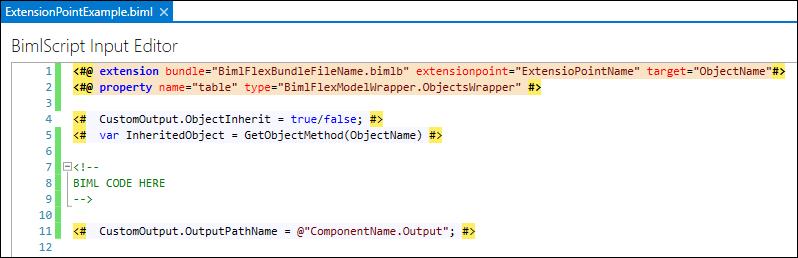 ExtensionPointExample.biml
BimlScript Input Editor
1 <#@ extension bundle="BimlFlexBundleFileName.bimlb" extensionpoint="ExtensioPointName" target="ObjectName"#>
2 <#@ property name="table" type="BimlFlexModelWrapper.ObjectsWrapper" #>
3
4 <# CustomOutput.ObjectInherit = true/false; #>
5 <# var InheritedObject = GetObjectMethod(ObjectName) #>
6
7 <!--
8 BIML CODE HERE
9 -->
10
11 <# CustomOutput.OutputPathName = @"ComponentName.Output"; #>
12